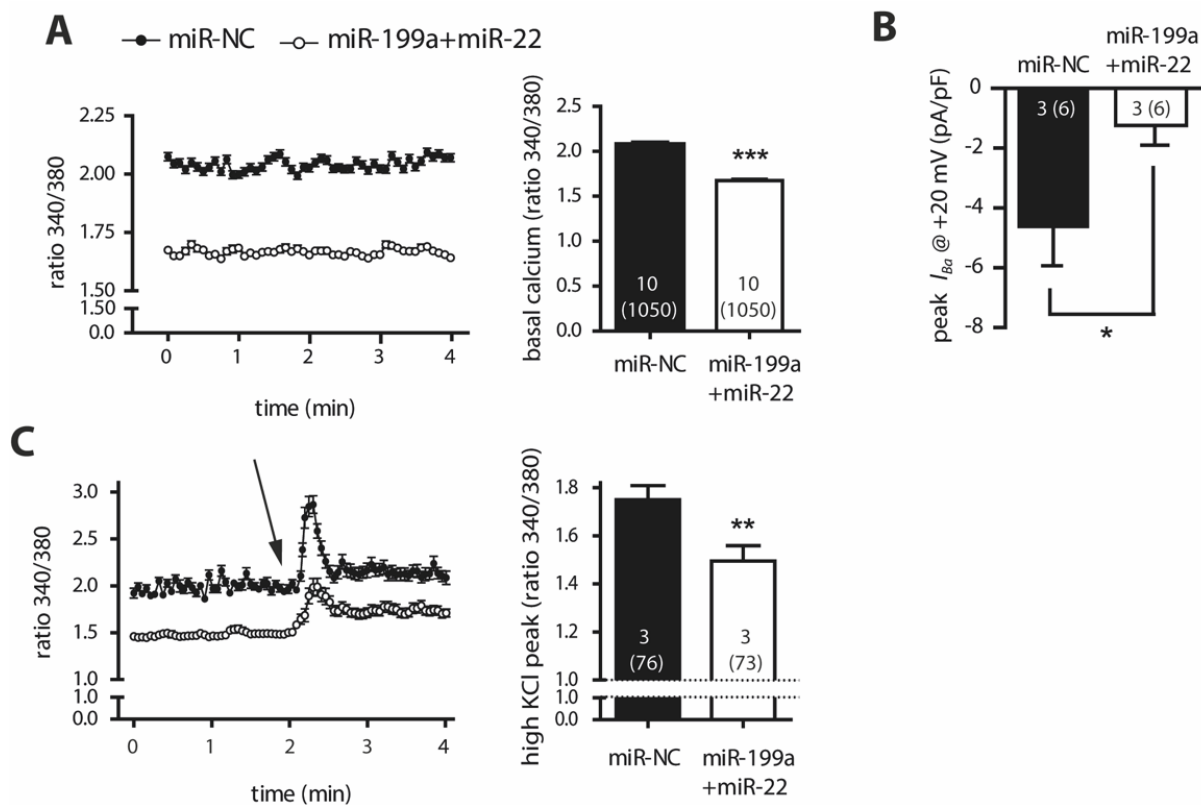 A
miR-NC
miR-199a+miR-22
ratio 340/380
2.25
2.00
1.75
1.50
1.50
0.0
0
1
2
3
4
time (min)
basal calcium (ratio 340/380)
2.5
2.0
1.5
1.0
0.5
0.0
***
10
(1050)
10
(1050)
miR-NC
miR-199a
+miR-22
B
miR-NC
miR-199a
+miR-22
peak IBa @ +20 mV (pA/pF)
0
-2
-4
-6
-8
3 (6)
3 (6)
*
C
ratio 340/380
3.0
2.5
2.0
1.5
1.0
1.0
0.0
0
1
2
3
4
time (min)
high KCl peak (ratio 340/380)
1.8
1.6
1.4
1.2
1.0
1.0
0.0
**
3
(76)
3
(73)
miR-NC
miR-199a
+miR-22